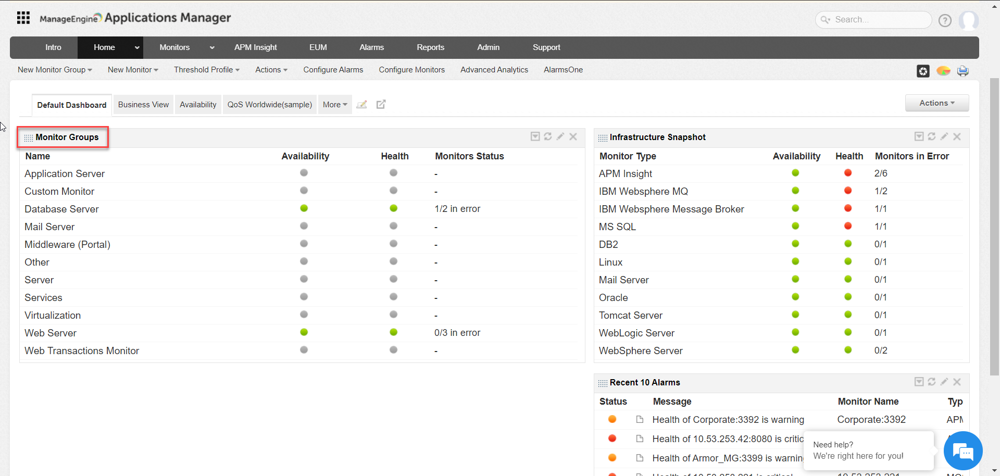 ManageEngine Applications Manager
Search...
?
Intro Home Monitors APM Insight EUM Alarms Reports Admin Support
New Monitor Group New Monitor Threshold Profile Actions Configure Alarms Configure Monitors Advanced Analytics AlarmsOne
Default Dashboard Business View Availability QoS Worldwide(sample) More
Actions
Monitor Groups
Name Availability Health Monitors Status
Application Server -
Custom Monitor -
Database Server 1/2 in error
Mail Server -
Middleware (Portal) -
Other -
Server -
Services -
Virtualization -
Web Server 0/3 in error
Web Transactions Monitor -
Infrastructure Snapshot
Monitor Type Availability Health Monitors in Error
APM Insight 2/6
IBM Websphere MQ 1/2
IBM Websphere Message Broker 1/1
MS SQL 1/1
DB2 0/1
Linux 0/1
Mail Server 0/1
Oracle 0/1
Tomcat Server 0/1
WebLogic Server 0/1
WebSphere Server 0/2
Recent 10 Alarms
Status Message Monitor Name Typ
Health of Corporate:3392 is warning Corporate:3392 APM
Health of 10.53.253.42:8080 is critic
Health of Armor_MG:3399 is warnin
Need help?
We're right here for you!